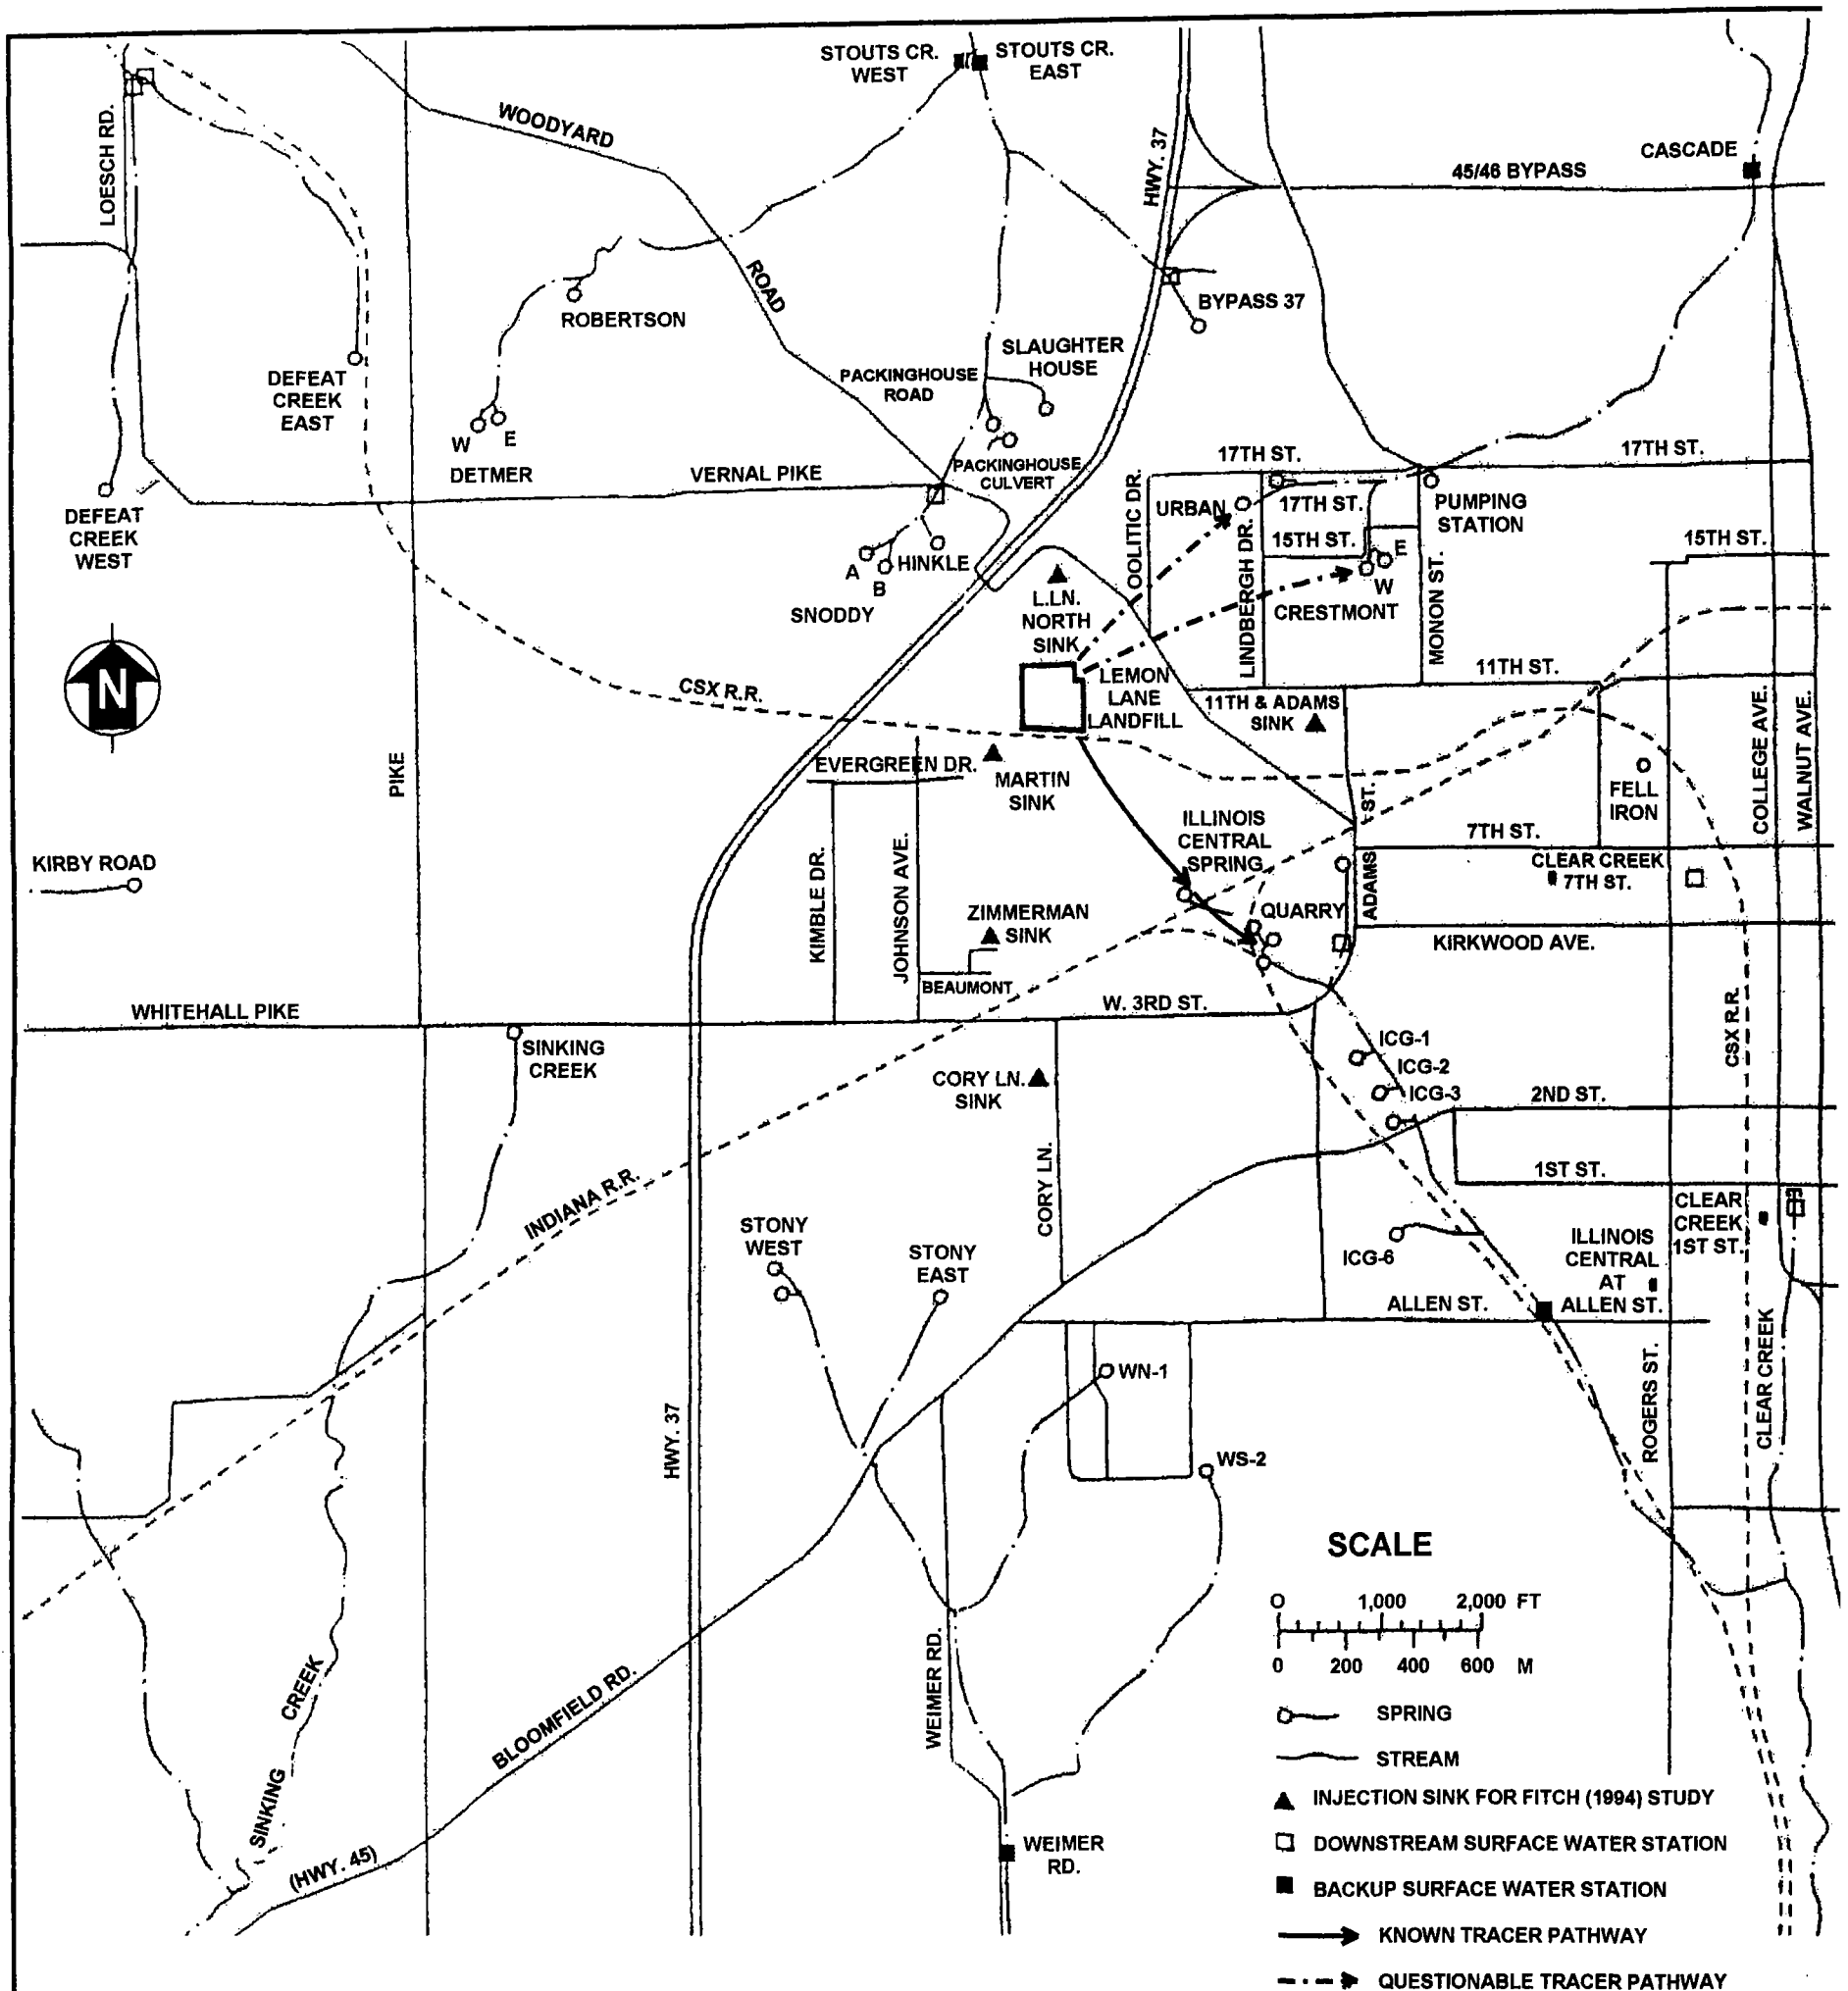 STOUTS CR.
WEST
STOUTS CR.
EAST
LOESCH RD.
WOODYARD
ROAD
HWY. 37
CASCADE
45/46 BYPASS
BYPASS 37
ROBERTSON
SLAUGHTER
HOUSE
PACKINGHOUSE
ROAD
DEFEAT
CREEK
EAST
W
E
DETMER
VERNAL PIKE
PACKINGHOUSE
CULVERT
17TH ST.
17TH ST.
OOLITIC DR.
URBAN
17TH ST.
PUMPING
STATION
DEFEAT
CREEK
WEST
15TH ST.
15TH ST.
LINDBERGH DR.
E
W
CRESTMONT
MONON ST.
A
B
HINKLE
SNODDY
L.LN.
NORTH
SINK
N
CSX R.R.
LEMON
LANE
LANDFILL
11TH ST.
11TH & ADAMS
SINK
COLLEGE AVE.
WALNUT AVE.
PIKE
EVERGREEN DR.
MARTIN
SINK
ST.
FELL
IRON
ILLINOIS
CENTRAL
SPRING
7TH ST.
CLEAR CREEK
7TH ST.
KIRBY ROAD
KIMBLE DR.
JOHNSON AVE.
ZIMMERMAN
SINK
QUARRY
ADAMS
KIRKWOOD AVE.
BEAUMONT
WHITEHALL PIKE
W. 3RD ST.
CSX R.R.
SINKING
CREEK
ICG-1
ICG-2
ICG-3
CORY LN.
SINK
2ND ST.
CORY LN.
1ST ST.
INDIANA R.R.
STONY
WEST
STONY
EAST
ICG-6
CLEAR
CREEK
1ST ST.
ILLINOIS
CENTRAL
AT
ALLEN ST.
ALLEN ST.
WN-1
HWY. 37
ROGERS ST.
CLEAR CREEK
WS-2
SCALE
0 1,000 2,000 FT
0 200 400 600 M
WEIMER RD.
SINKING
CREEK
BLOOMFIELD RD.
(HWY. 45)
WEIMER
RD.
SPRING
STREAM
INJECTION SINK FOR FITCH (1994) STUDY
DOWNSTREAM SURFACE WATER STATION
BACKUP SURFACE WATER STATION
KNOWN TRACER PATHWAY
QUESTIONABLE TRACER PATHWAY